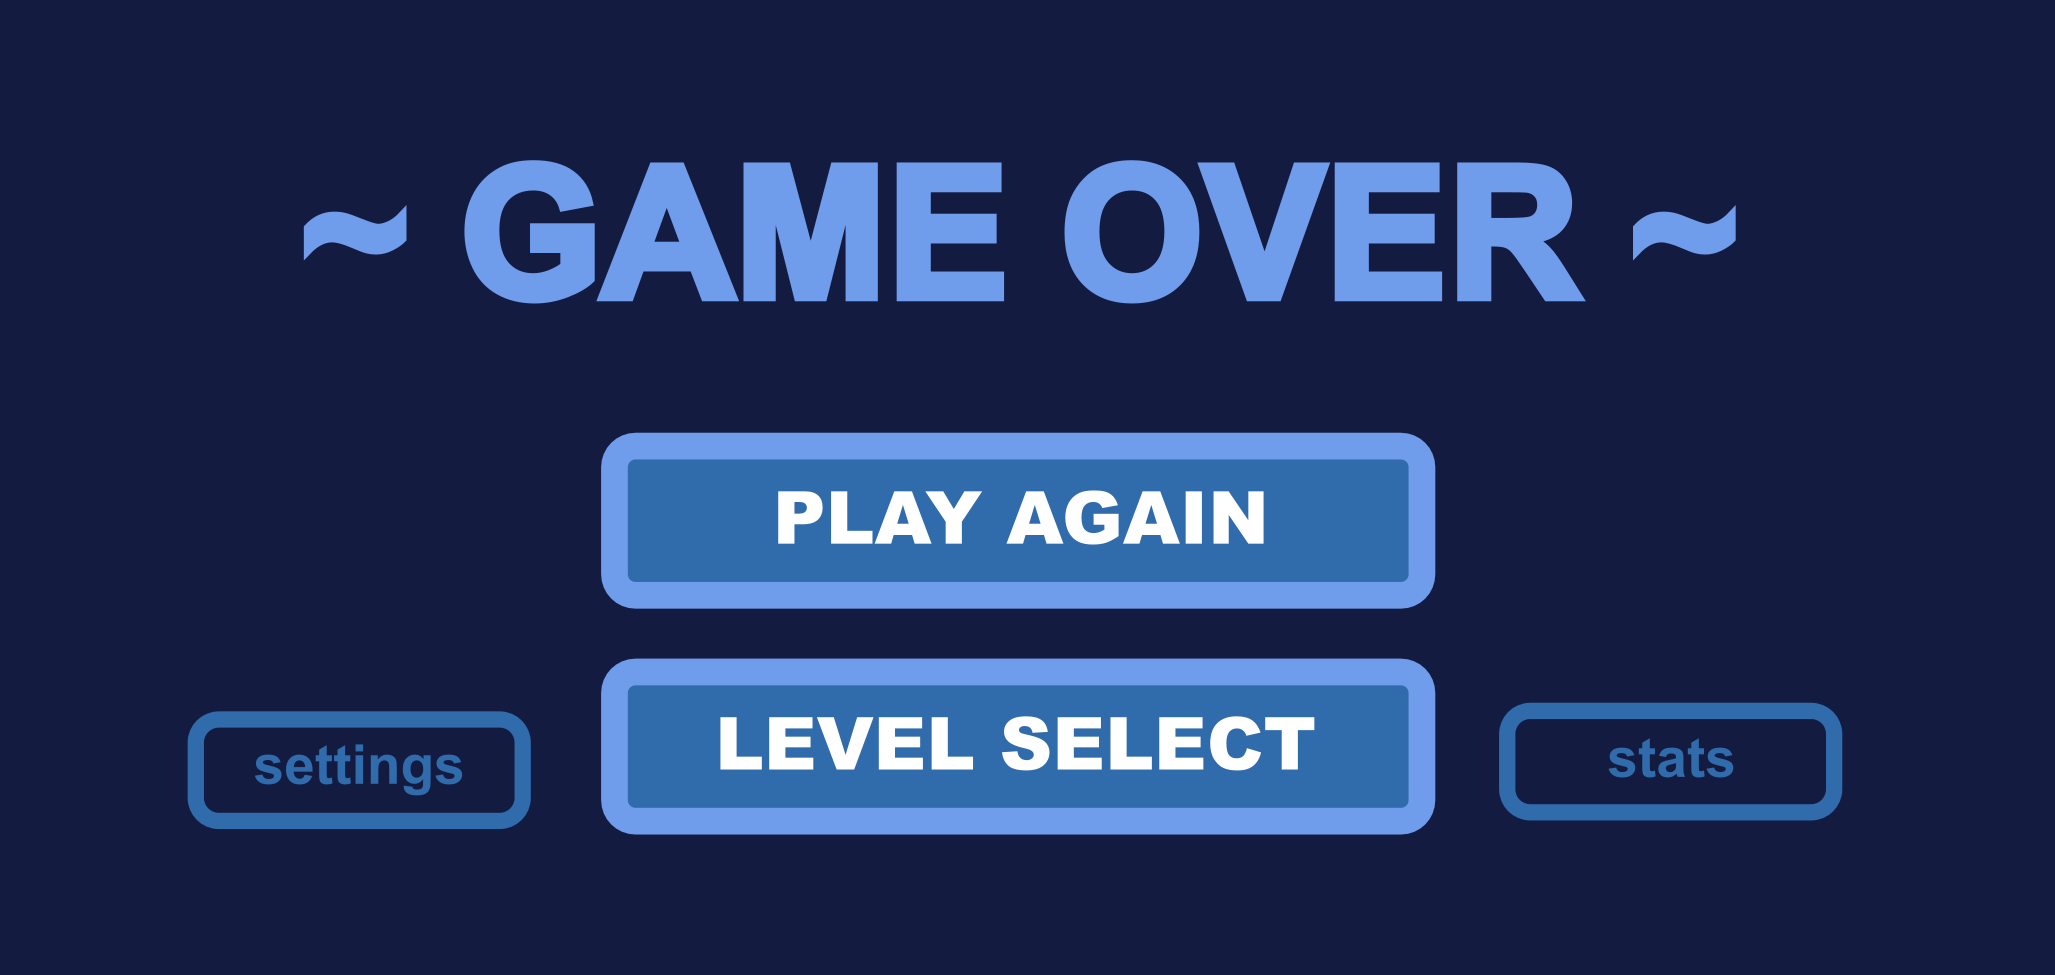 ~ GAME OVER ~
PLAY AGAIN
LEVEL SELECT
settings
stats